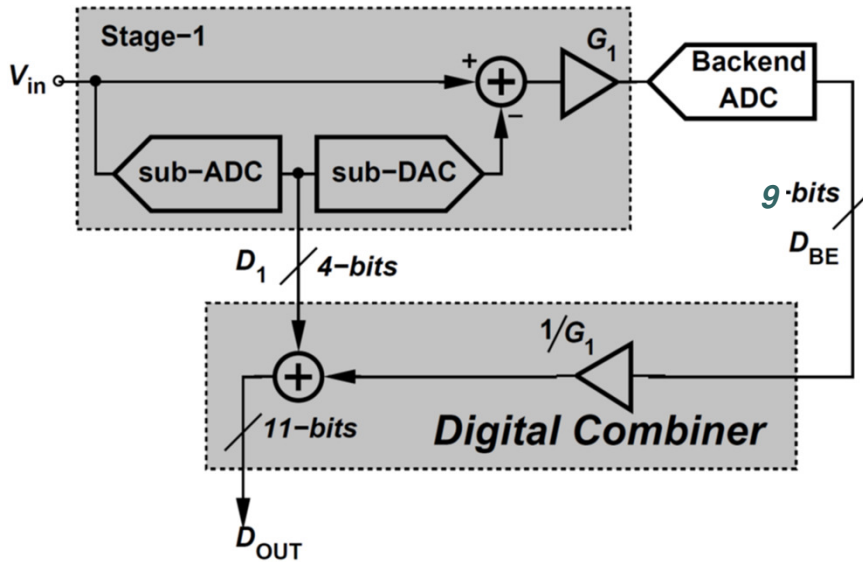 Stage−1
G1
Vin
+
+
−
Backend
ADC
sub−ADC
sub−DAC
9-bits
DBE
D1
4−bits
1/G1
+
11−bits
Digital Combiner
DOUT